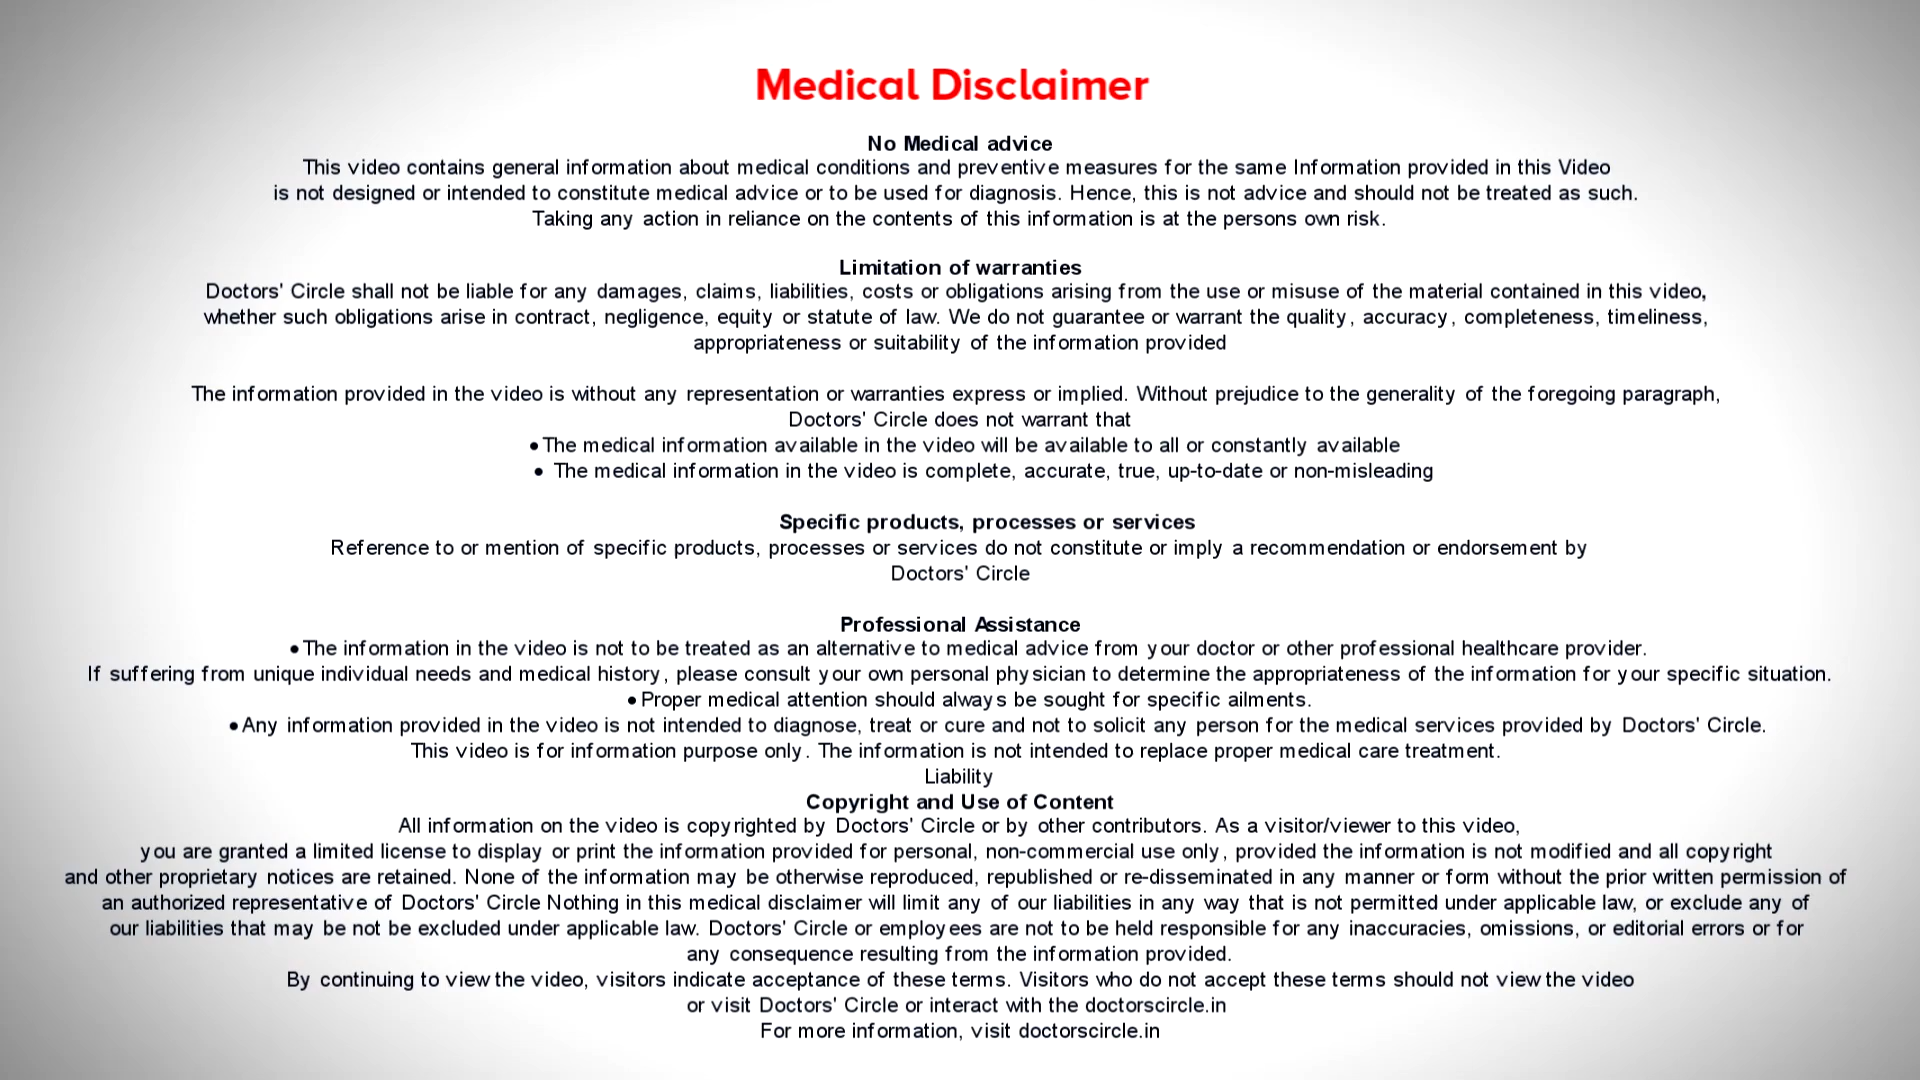 Medical Disclaimer
No Medical advice
This video contains general information about medical conditions and preventive measures for the same Information provided in this Video
is not designed or intended to constitute medical advice or to be used for diagnosis. Hence, this is not advice and should not be treated as such.
Taking any action in reliance on the contents of this information is at the persons own risk.
Limitation of warranties
Doctors' Circle shall not be liable for any damages, claims, liabilities, costs or obligations arising from the use or misuse of the material contained in this video,
whether such obligations arise in contract, negligence, equity or statute of law. We do not guarantee or warrant the quality, accuracy, completeness, timeliness,
appropriateness or suitability of the information provided
The information provided in the video is without any representation or warranties express or implied. Without prejudice to the generality of the foregoing paragraph,
Doctors' Circle does not warrant that
•The medical information available in the video will be available to all or constantly available
• The medical information in the video is complete, accurate, true, up-to-date or non-misleading
Specific products, processes or services
Reference to or mention of specific products, processes or services do not constitute or imply a recommendation or endorsement by
Doctors' Circle
Professional Assistance
•The information in the video is not to be treated as an alternative to medical advice from your doctor or other professional healthcare provider.
If suffering from unique individual needs and medical history, please consult your own personal physician to determine the appropriateness of the information for your specific situation.
•Proper medical attention should always be sought for specific ailments.
•Any information provided in the video is not intended to diagnose, treat or cure and not to solicit any person for the medical services provided by Doctors' Circle.
This video is for information purpose only. The information is not intended to replace proper medical care treatment.
Liability
Copyright and Use of Content
All information on the video is copyrighted by Doctors' Circle or by other contributors. As a visitor/viewer to this video,
you are granted a limited license to display or print the information provided for personal, non-commercial use only, provided the information is not modified and all copyright
and other proprietary notices are retained. None of the information may be otherwise reproduced, republished or re-disseminated in any manner or form without the prior written permission of
an authorized representative of Doctors' Circle Nothing in this medical disclaimer will limit any of our liabilities in any way that is not permitted under applicable law, or exclude any of
our liabilities that may be not be excluded under applicable law. Doctors' Circle or employees are not to be held responsible for any inaccuracies, omissions, or editorial errors or for
any consequence resulting from the information provided.
By continuing to view the video, visitors indicate acceptance of these terms. Visitors who do not accept these terms should not view the video
or visit Doctors' Circle or interact with the doctorscircle.in
For more information, visit doctorscircle.in